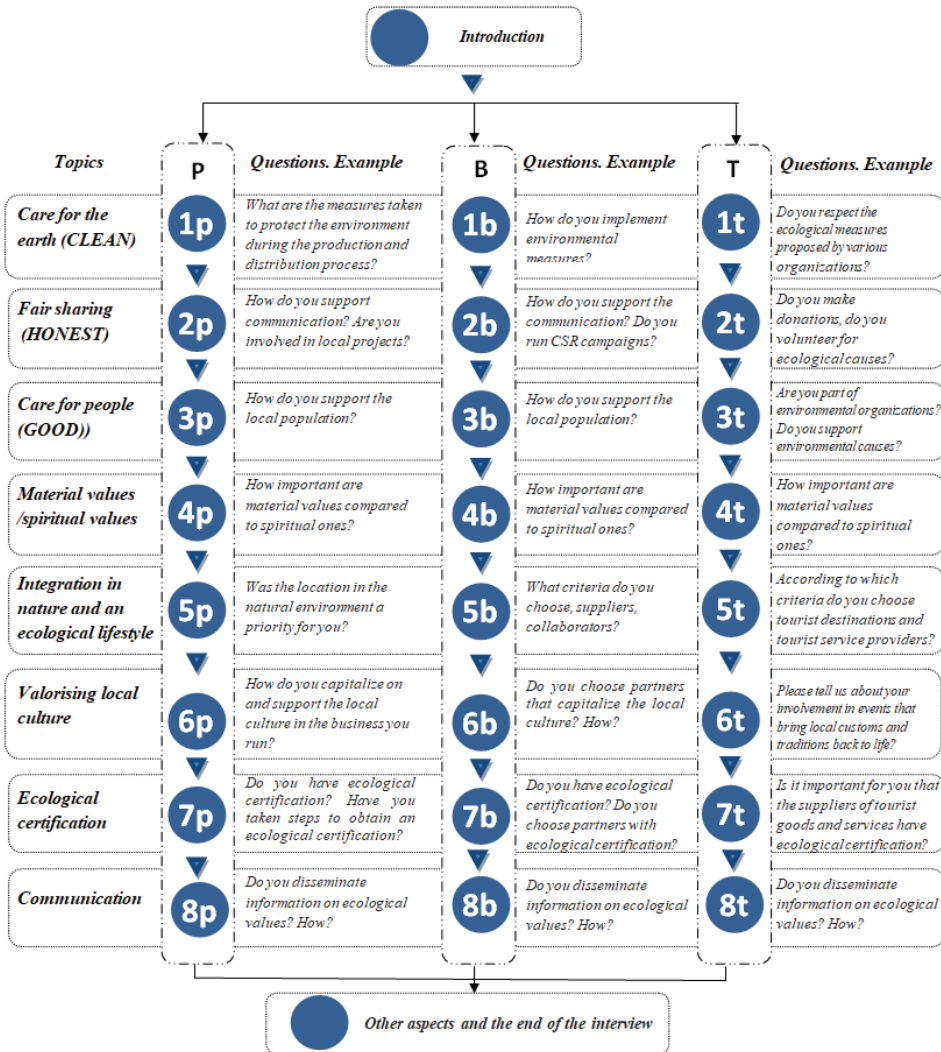 Introduction
Topics
P
Questions. Example
B
Questions. Example
T
Questions. Example
Care for the
earth (CLEAN)
1p
What are the measures taken
to protect the environment
during the production and
distribution process?
1b
How do you implement
environmental
measures?
1t
Do you respect the
ecological measures
proposed by various
organizations?
Fair sharing
(HONEST)
2p
How do you support
communication? Are you
involved in local projects?
2b
How do you support the
communication? Do you
run CSR campaigns?
2t
Do you make
donations, do you
volunteer for
ecological causes?
Care for people
(GOOD))
3p
How do you support the
local population?
3b
How do you support the
local population?
3t
Are you part of
environmental organizations?
Do you support
environmental causes?
Material values
/spiritual values
4p
How important are
material values compared
to spiritual ones?
4b
How important are
material values compared
to spiritual ones?
4t
How important are
material values
compared to spiritual
ones?
Integration in
nature and an
ecological lifestyle
5p
Was the location in the
natural environment a
priority for you?
5b
What criteria do you
choose, suppliers,
collaborators?
5t
According to which
criteria do you choose
tourist destinations and
tourist service providers?
Valorising local
culture
6p
How do you capitalize on
and support the local
culture in the business you
run?
6b
Do you choose partners
that capitalize the local
culture? How?
6t
Please tell us about your
involvement in events that
bring local customs and
traditions back to life?
Ecological
certification
7p
Do you have ecological
certification? Have you
taken steps to obtain an
ecological certification?
7b
Do you have ecological
certification? Do you
choose partners with
ecological certification?
7t
Is it important for you that
the suppliers of tourist
goods and services have
ecological certification?
Communication
8p
Do you disseminate
information on ecological
values? How?
8b
Do you disseminate
information on ecological
values? How?
8t
Do you disseminate
information on ecological
values? How?
Other aspects and the end of the interview